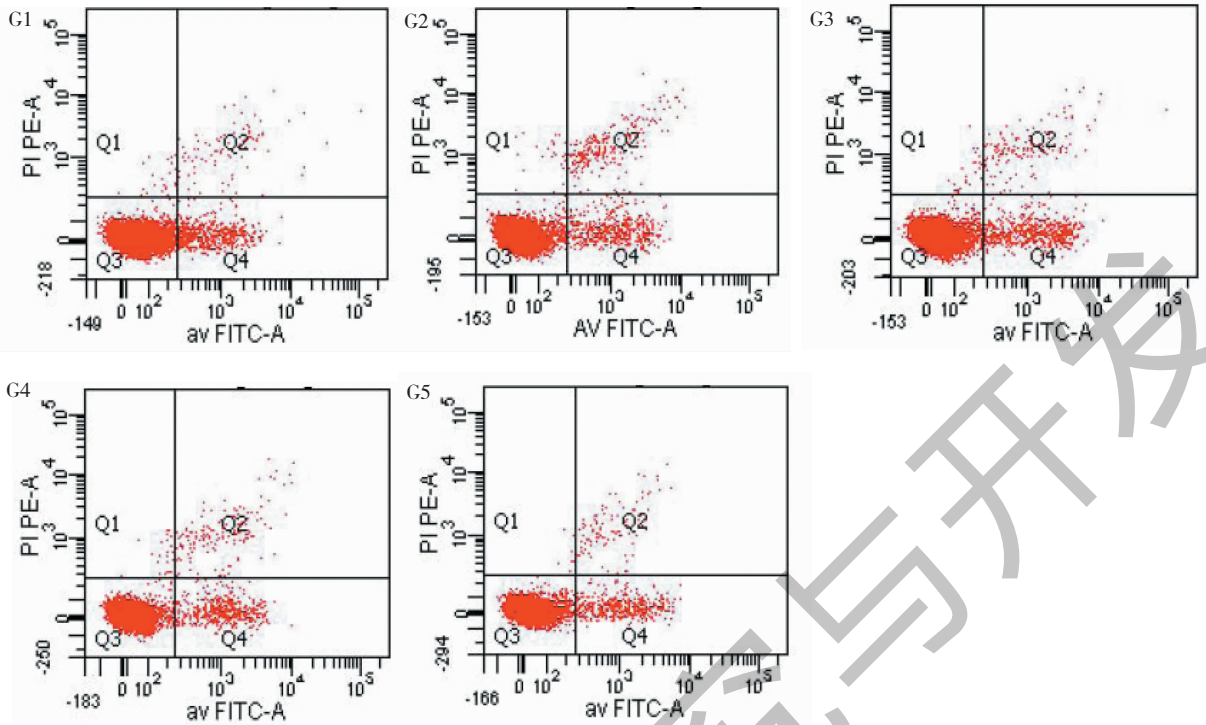 G1
10^5
10^4
10^3
0
-218
PI PE-A
Q1
Q2
Q3
Q4
-149
0 10^2 10^3 10^4 10^5
av FITC-A
G2
10^5
10^4
10^3
0
-195
PI PE-A
Q1
Q2
Q3
Q4
-153
0 10^2 10^3 10^4 10^5
AV FITC-A
G3
10^5
10^4
10^3
0
-203
PI PE-A
Q1
Q2
Q3
Q4
-153
0 10^2 10^3 10^4 10^5
av FITC-A
G4
10^5
10^4
10^3
0
-250
PI PE-A
Q1
Q2
Q3
Q4
-183
0 10^2 10^3 10^4 10^5
av FITC-A
G5
10^5
10^4
10^3
0
-294
PI PE-A
Q1
Q2
Q3
Q4
-166
0 10^2 10^3 10^4 10^5
av FITC-A
与开发